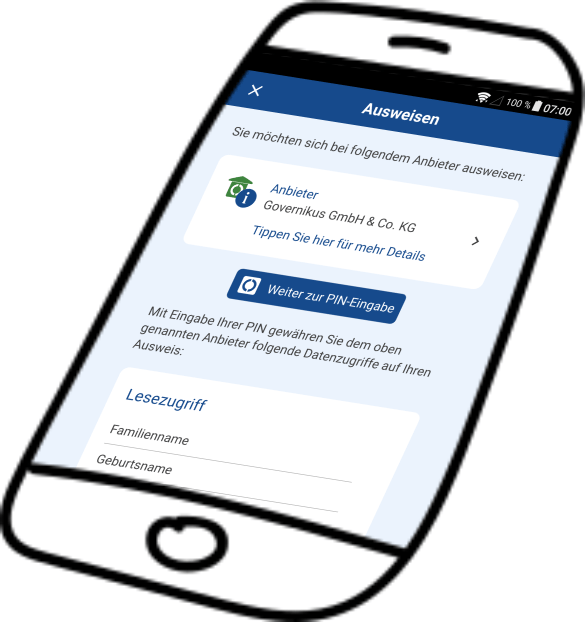 100 % 07:00
Ausweisen
Sie möchten sich bei folgendem Anbieter ausweisen:
Anbieter
Governikus GmbH & Co. KG
Tippen Sie hier für mehr Details
Weiter zur PIN-Eingabe
Mit Eingabe Ihrer PIN gewähren Sie dem oben
genannten Anbieter folgende Datenzugriffe auf Ihren
Ausweis:
Lesezugriff
Familienname
Geburtsname